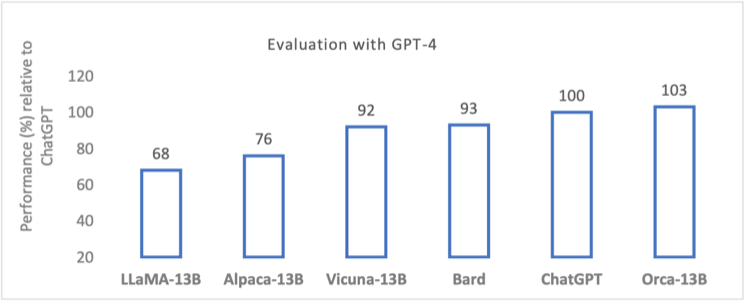 Evaluation with GPT-4
Performance (%) relative to
ChatGPT
120
100
80
60
40
20
68
76
92
93
100
103
LLaMA-13B
Alpaca-13B
Vicuna-13B
Bard
ChatGPT
Orca-13B